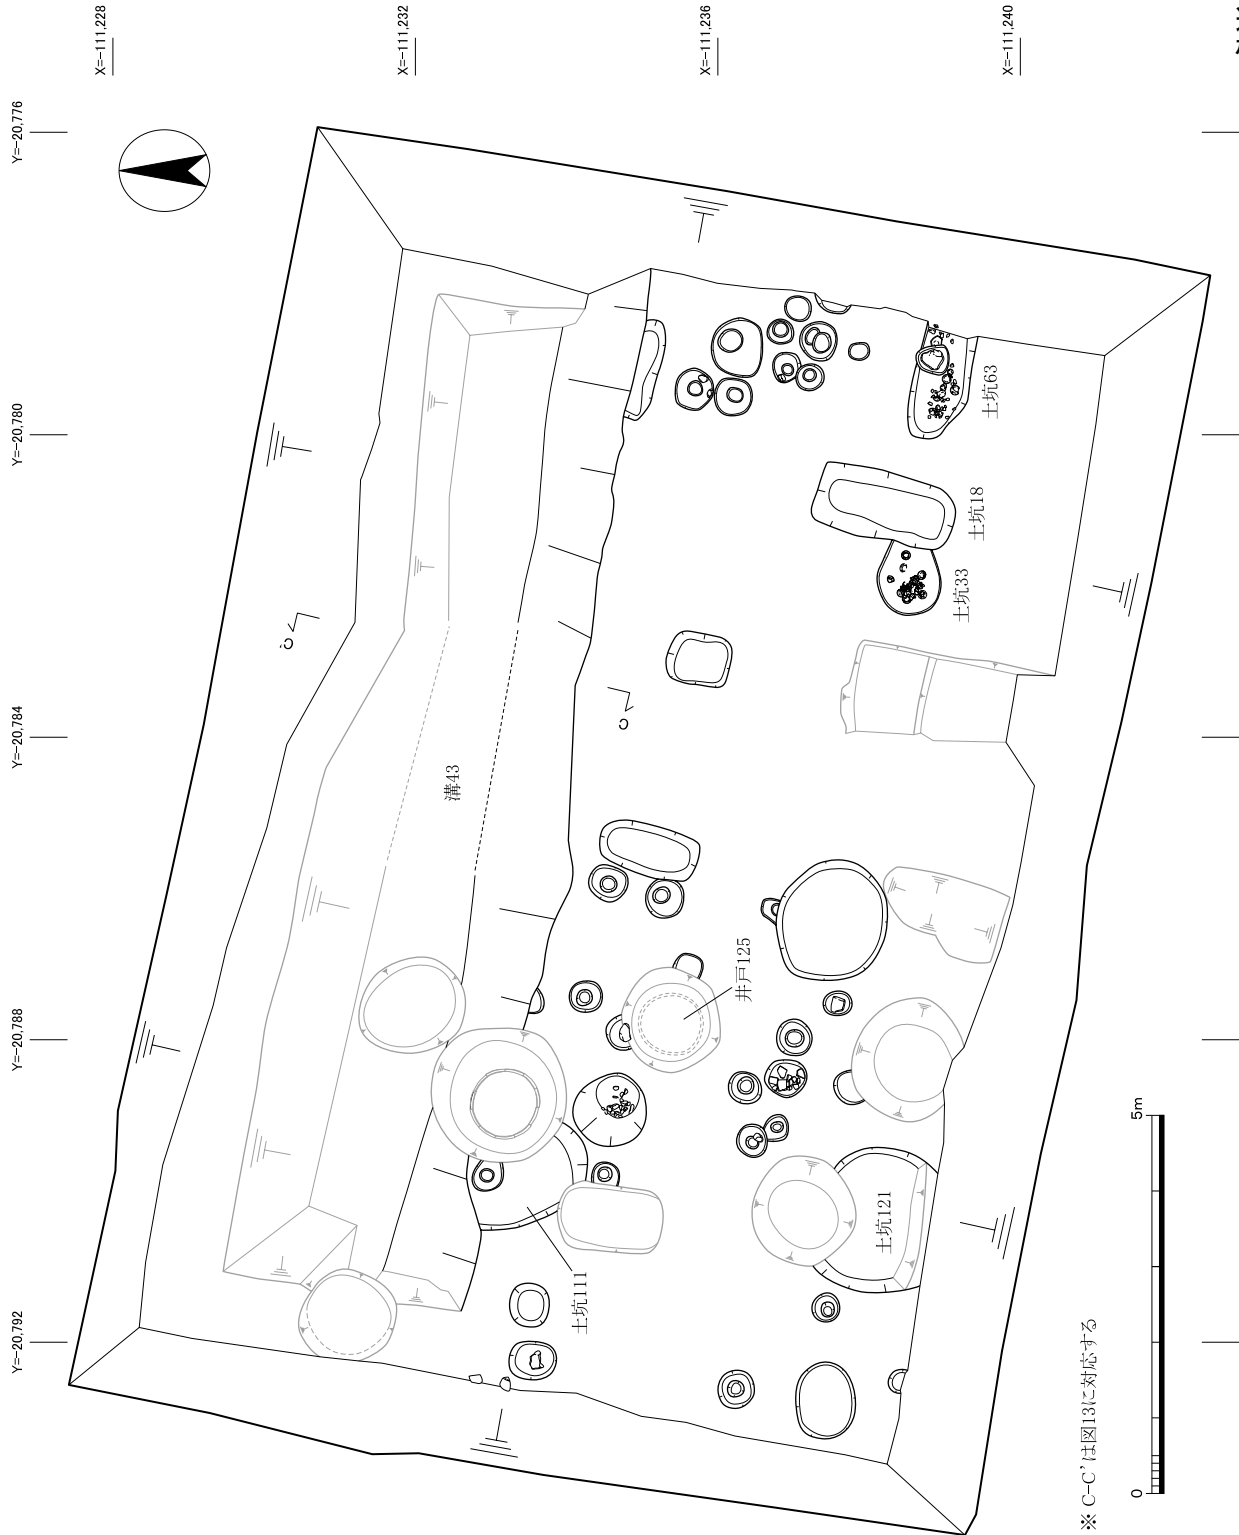 X=-111,228
X=-111,232
X=-111,236
X=-111,240
Y=-20,776
Y=-20,780
Y=-20,784
Y=-20,788
Y=-20,792
土坑63
土坑18
土坑33
C'
C
溝43
井戸125
土坑121
土坑111
※ C-C'は図13に対応する
0
5m